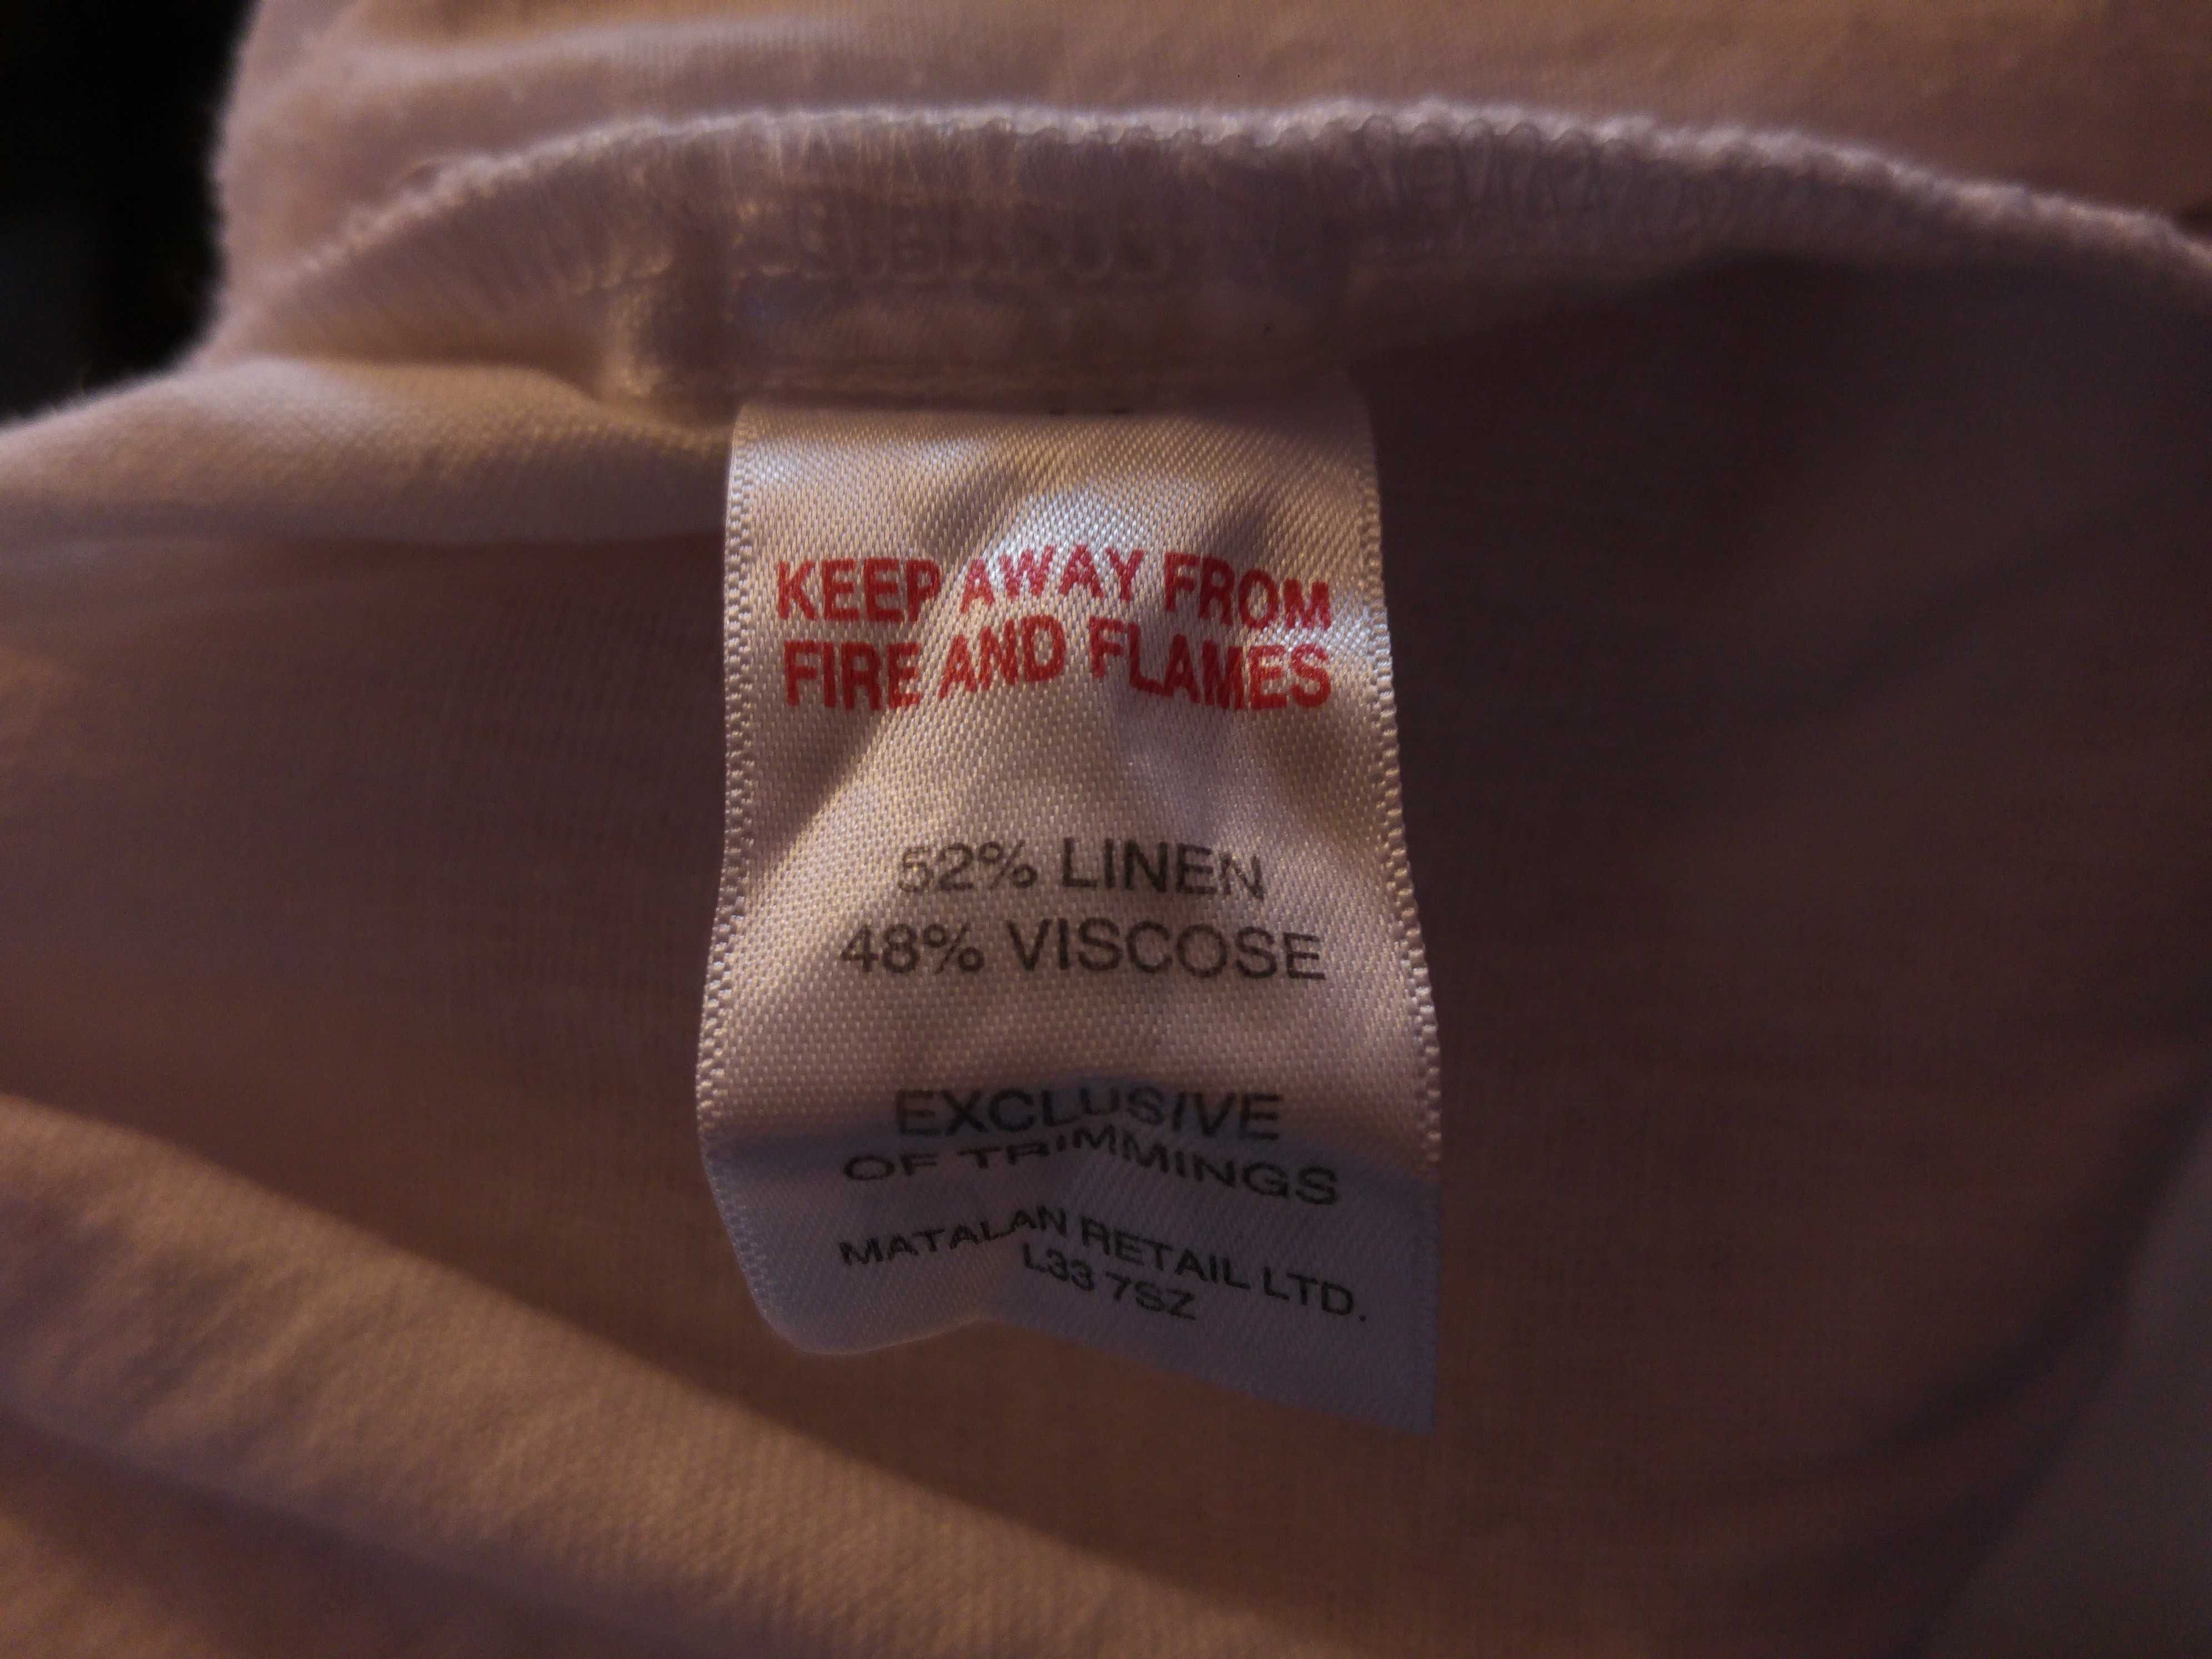 KEEP AWAY FROM
FIRE AND FLAMES
52% LINEN
48% VISCOSE
EXCLUSIVE
OF TRIMMINGS
MATALAN RETAIL LTD.
L33 7SZ